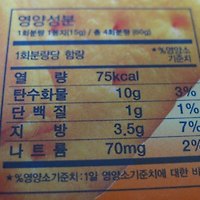 영양성분
1회분량 1봉지(15g) / 총 4회분량 (60g)
1회분량당 함량 *%영양소
기준치
열 량 75kcal
탄수화물 10g 3%
단 백 질 1g
지 방 3.5g 7%
나 트 륨 70mg 2%
*%영양소기준치:1일 영양소기준치에 대한 비